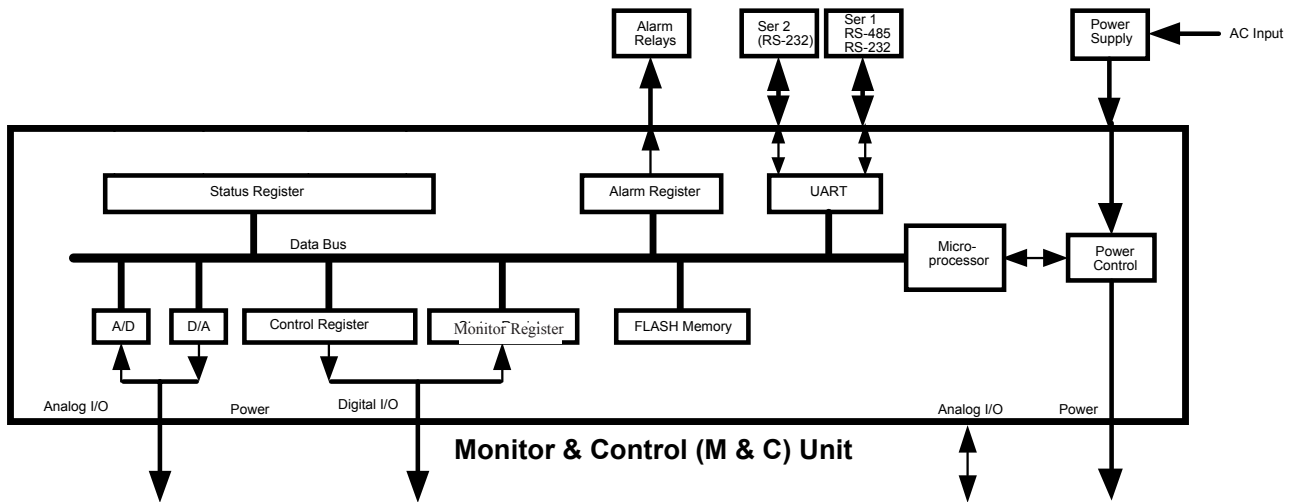 Alarm
Relays
Ser 2
(RS-232)
Ser 1
RS-485
RS-232
Power
Supply
AC Input
Status Register
Alarm Register
UART
Data Bus
Micro-
processor
Power
Control
A/D
D/A
Control Register
Monitor Register
FLASH Memory
Analog I/O
Power
Digital I/O
Analog I/O
Power
Monitor & Control (M & C) Unit